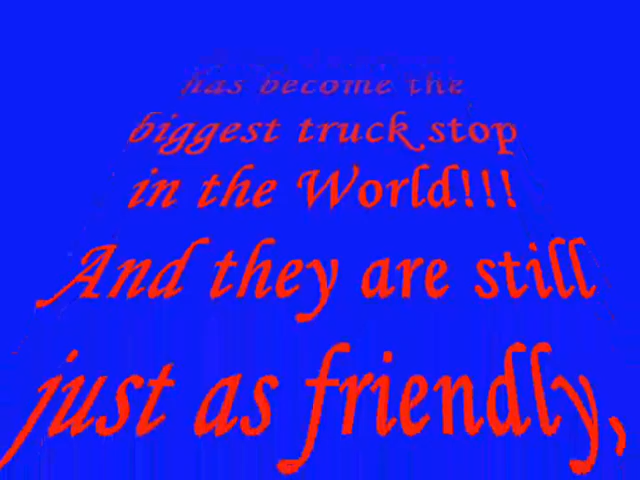 has become the
biggest truck stop
in the World!!!
And they are still
just as friendly,